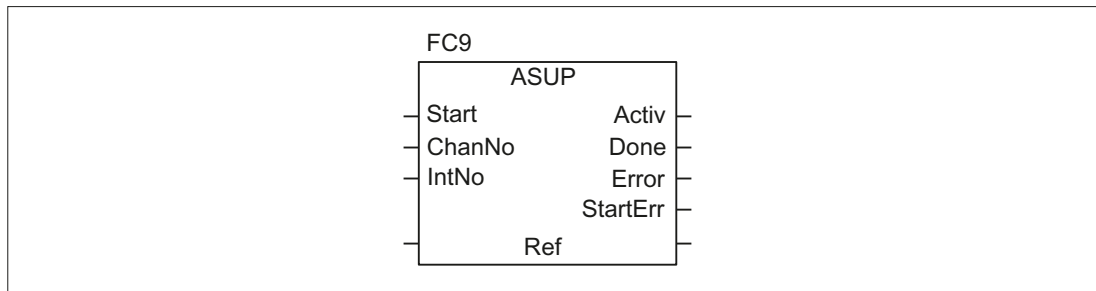 FC9
ASUP
Start Activ
ChanNo Done
IntNo Error
StartErr
Ref